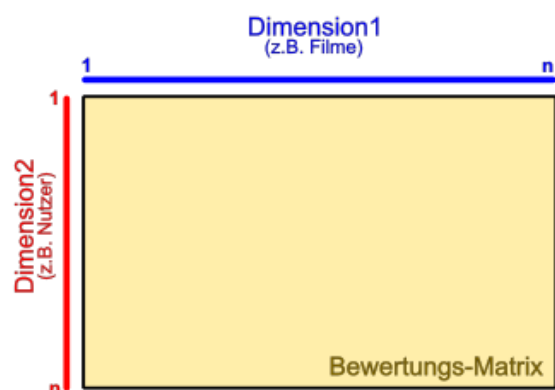 Dimension1
(z.B. Filme)
1 n
1
Dimension2
(z.B. Nutzer)
n
Bewertungs-Matrix